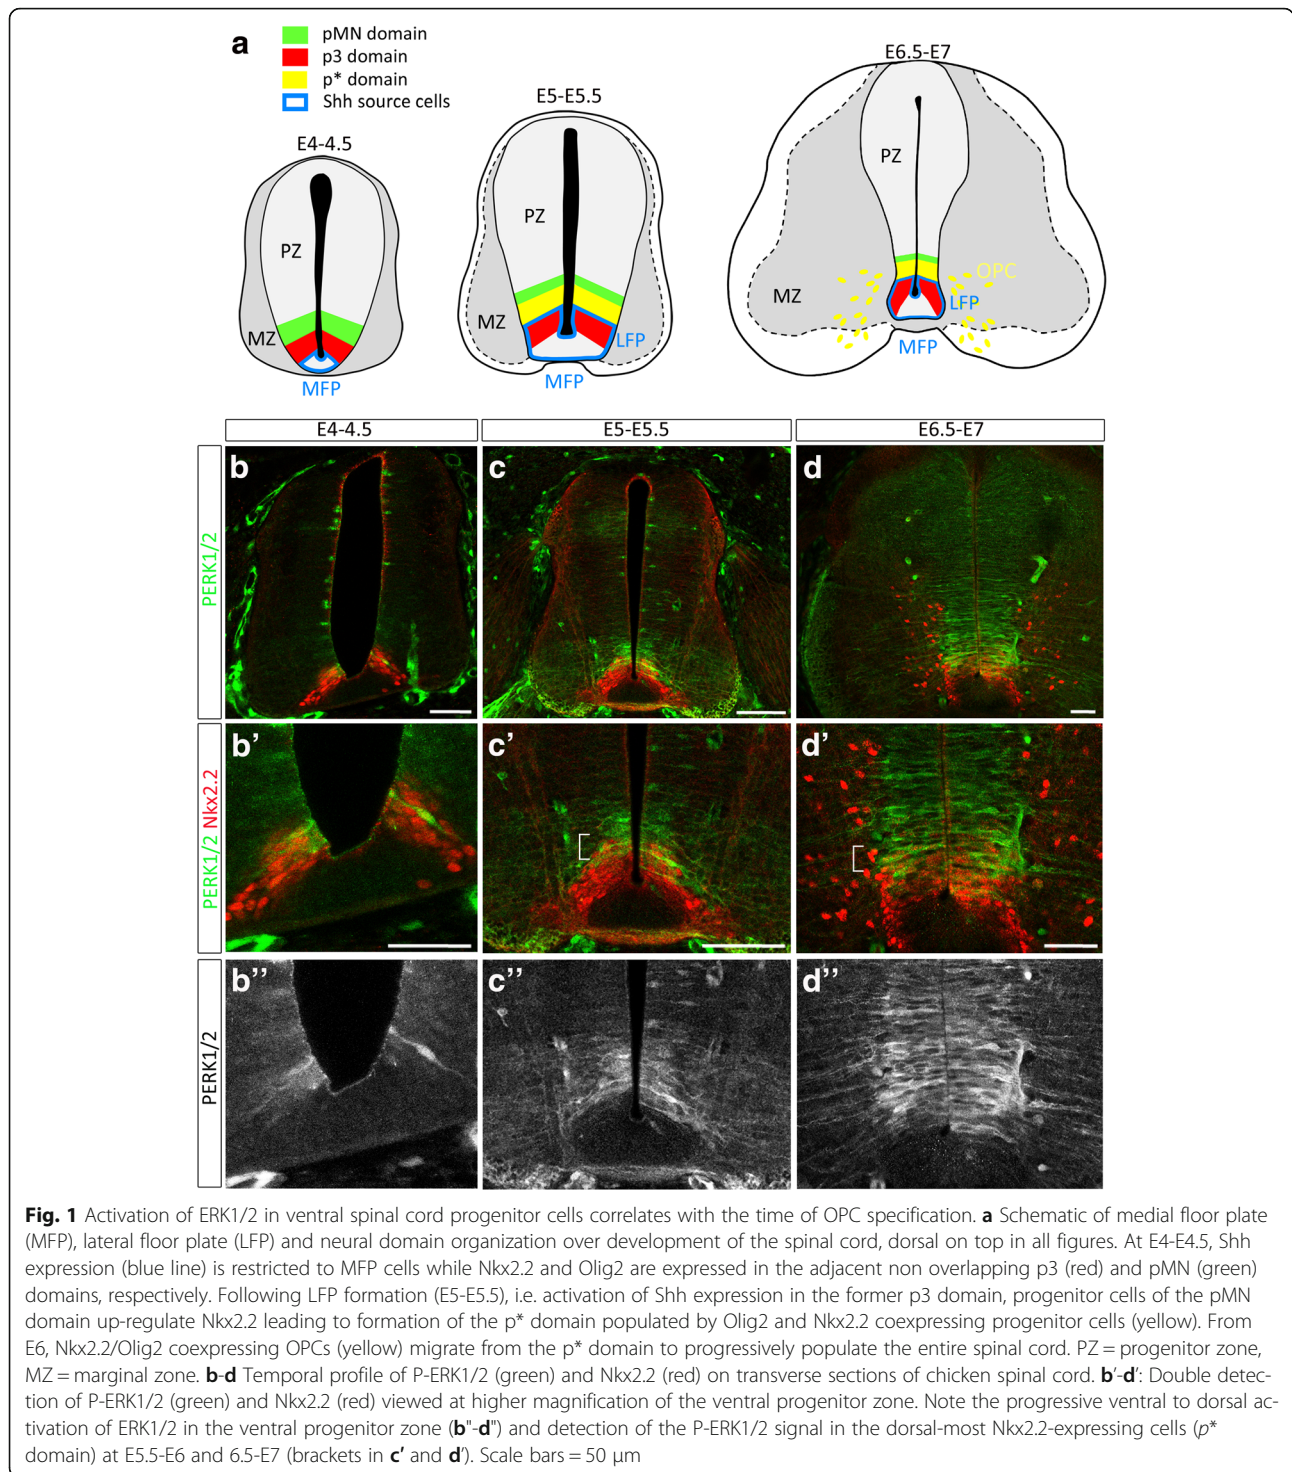 a
pMN domain
p3 domain
p* domain
Shh source cells
E4-4.5
E5-E5.5
E6.5-E7
PZ
MZ
MFP
PZ
MZ
LFP
MFP
PZ
MZ
OPC
LFP
MFP
E4-4.5
E5-E5.5
E6.5-E7
PERK1/2
b
c
d
PERK1/2 Nkx2.2
b'
c'
d'
PERK1/2
b''
c''
d''
Fig. 1 Activation of ERK1/2 in ventral spinal cord progenitor cells correlates with the time of OPC specification. a Schematic of medial floor plate
(MFP), lateral floor plate (LFP) and neural domain organization over development of the spinal cord, dorsal on top in all figures. At E4-E4.5, Shh
expression (blue line) is restricted to MFP cells while Nkx2.2 and Olig2 are expressed in the adjacent non overlapping p3 (red) and pMN (green)
domains, respectively. Following LFP formation (E5-E5.5), i.e. activation of Shh expression in the former p3 domain, progenitor cells of the pMN
domain up-regulate Nkx2.2 leading to formation of the p* domain populated by Olig2 and Nkx2.2 coexpressing progenitor cells (yellow). From
E6, Nkx2.2/Olig2 coexpressing OPCs (yellow) migrate from the p* domain to progressively populate the entire spinal cord. PZ = progenitor zone,
MZ = marginal zone. b-d Temporal profile of P-ERK1/2 (green) and Nkx2.2 (red) on transverse sections of chicken spinal cord. b'-d': Double detec-
tion of P-ERK1/2 (green) and Nkx2.2 (red) viewed at higher magnification of the ventral progenitor zone. Note the progressive ventral to dorsal ac-
tivation of ERK1/2 in the ventral progenitor zone (b"-d") and detection of the P-ERK1/2 signal in the dorsal-most Nkx2.2-expressing cells (p*
domain) at E5.5-E6 and 6.5-E7 (brackets in c' and d'). Scale bars = 50 μm